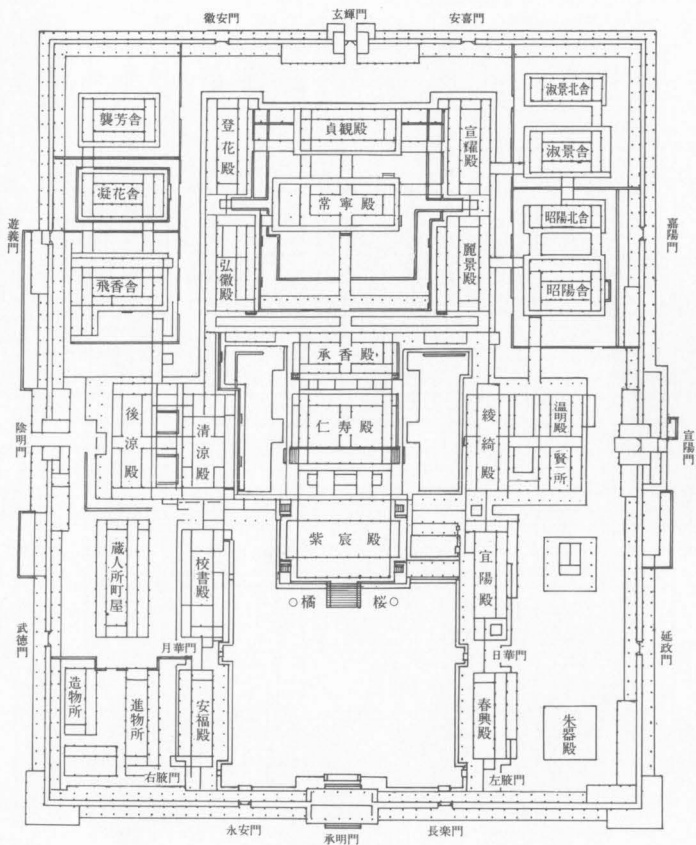 徽安門
玄輝門
安喜門
襲芳舎
登花殿
貞観殿
宣耀殿
淑景北舎
淑景舎
凝花舎
常寧殿
昭陽北舎
遊義門
嘉陽門
飛香舎
弘徽殿
麗景殿
昭陽舎
承香殿
後涼殿
清涼殿
仁寿殿
綾綺殿
温明殿
賢所
陰明門
宣陽門
蔵人所町屋
校書殿
紫宸殿
宜陽殿
○橘
桜○
武徳門
月華門
日華門
延政門
造物所
進物所
安福殿
春興殿
朱器殿
右腋門
左腋門
永安門
承明門
長楽門